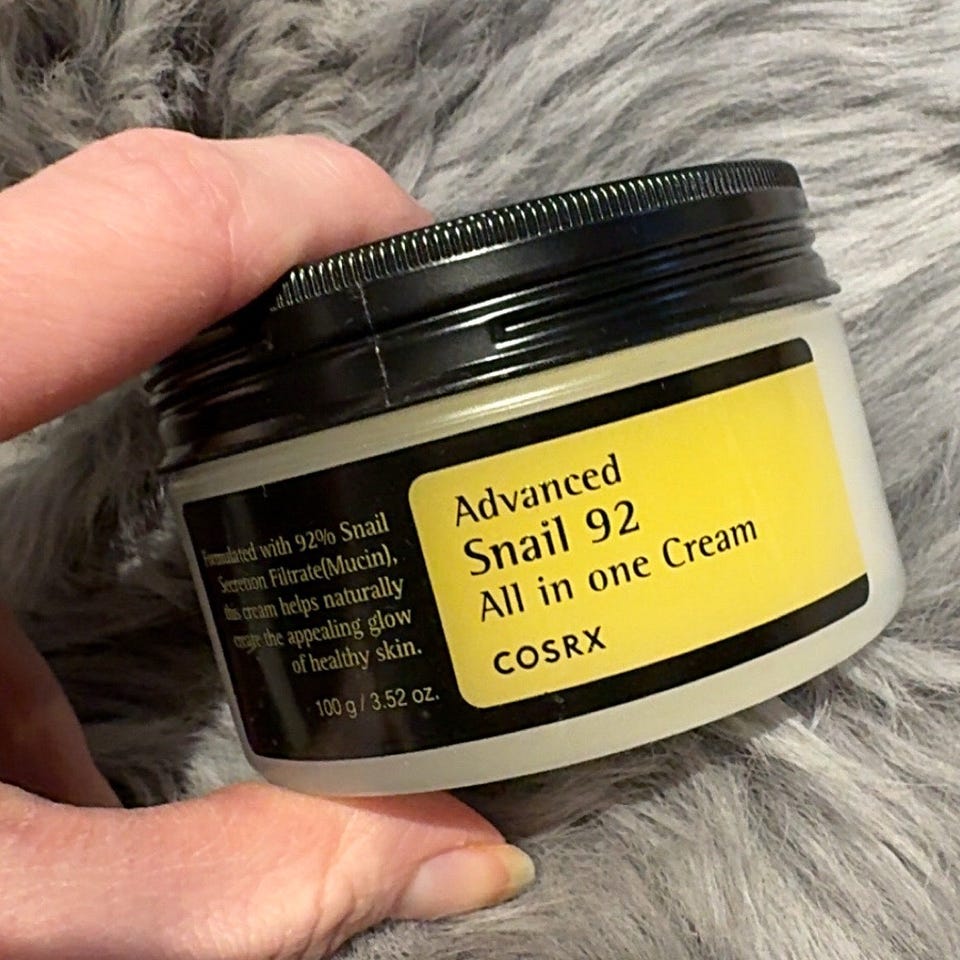 Formulated with 92% Snail
Secretion Filtrate(Mucin),
this cream helps naturally
create the appealing glow
of healthy skin.
100 g / 3.52 oz.
Advanced
Snail 92
All in one Cream
COSRX